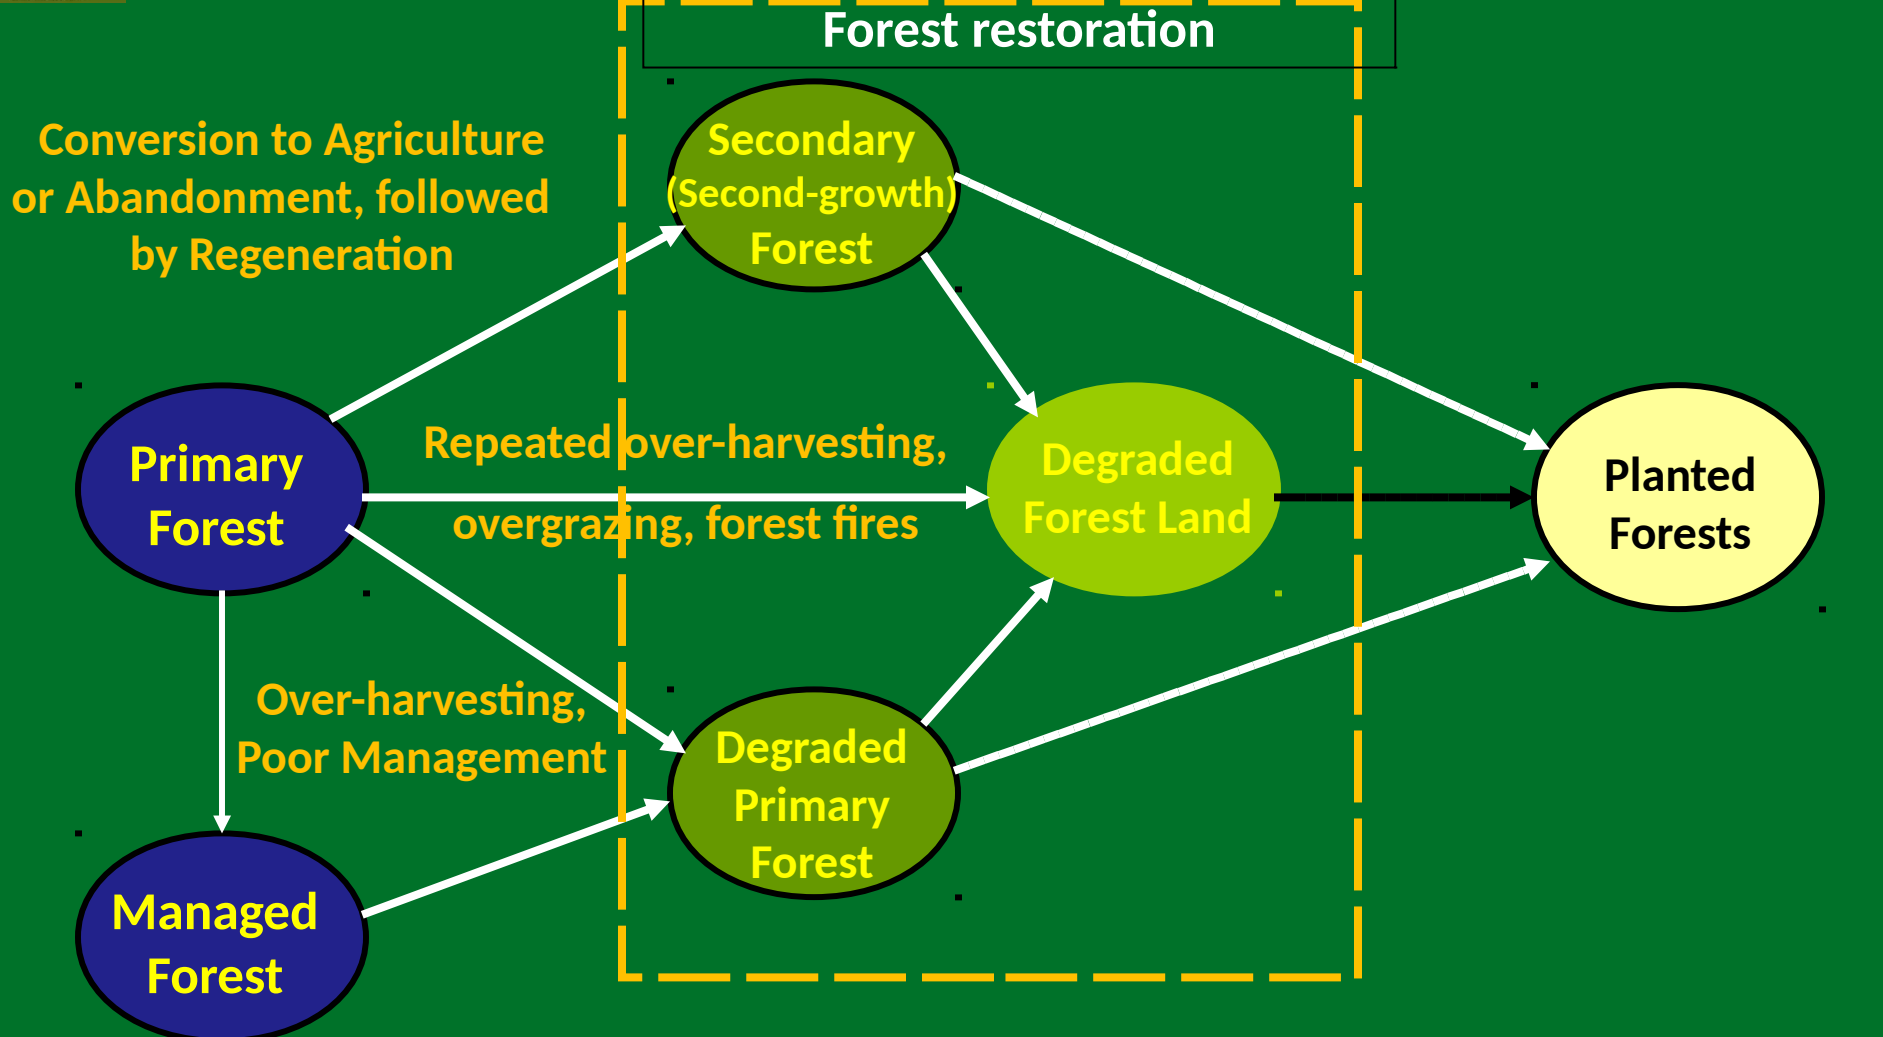 Forest restoration
Conversion to Agriculture
or Abandonment, followed
by Regeneration
Secondary
(Second-growth)
Forest
Primary
Forest
Repeated over-harvesting,
overgrazing, forest fires
Degraded
Forest Land
Planted
Forests
Over-harvesting,
Poor Management
Degraded
Primary
Forest
Managed
Forest